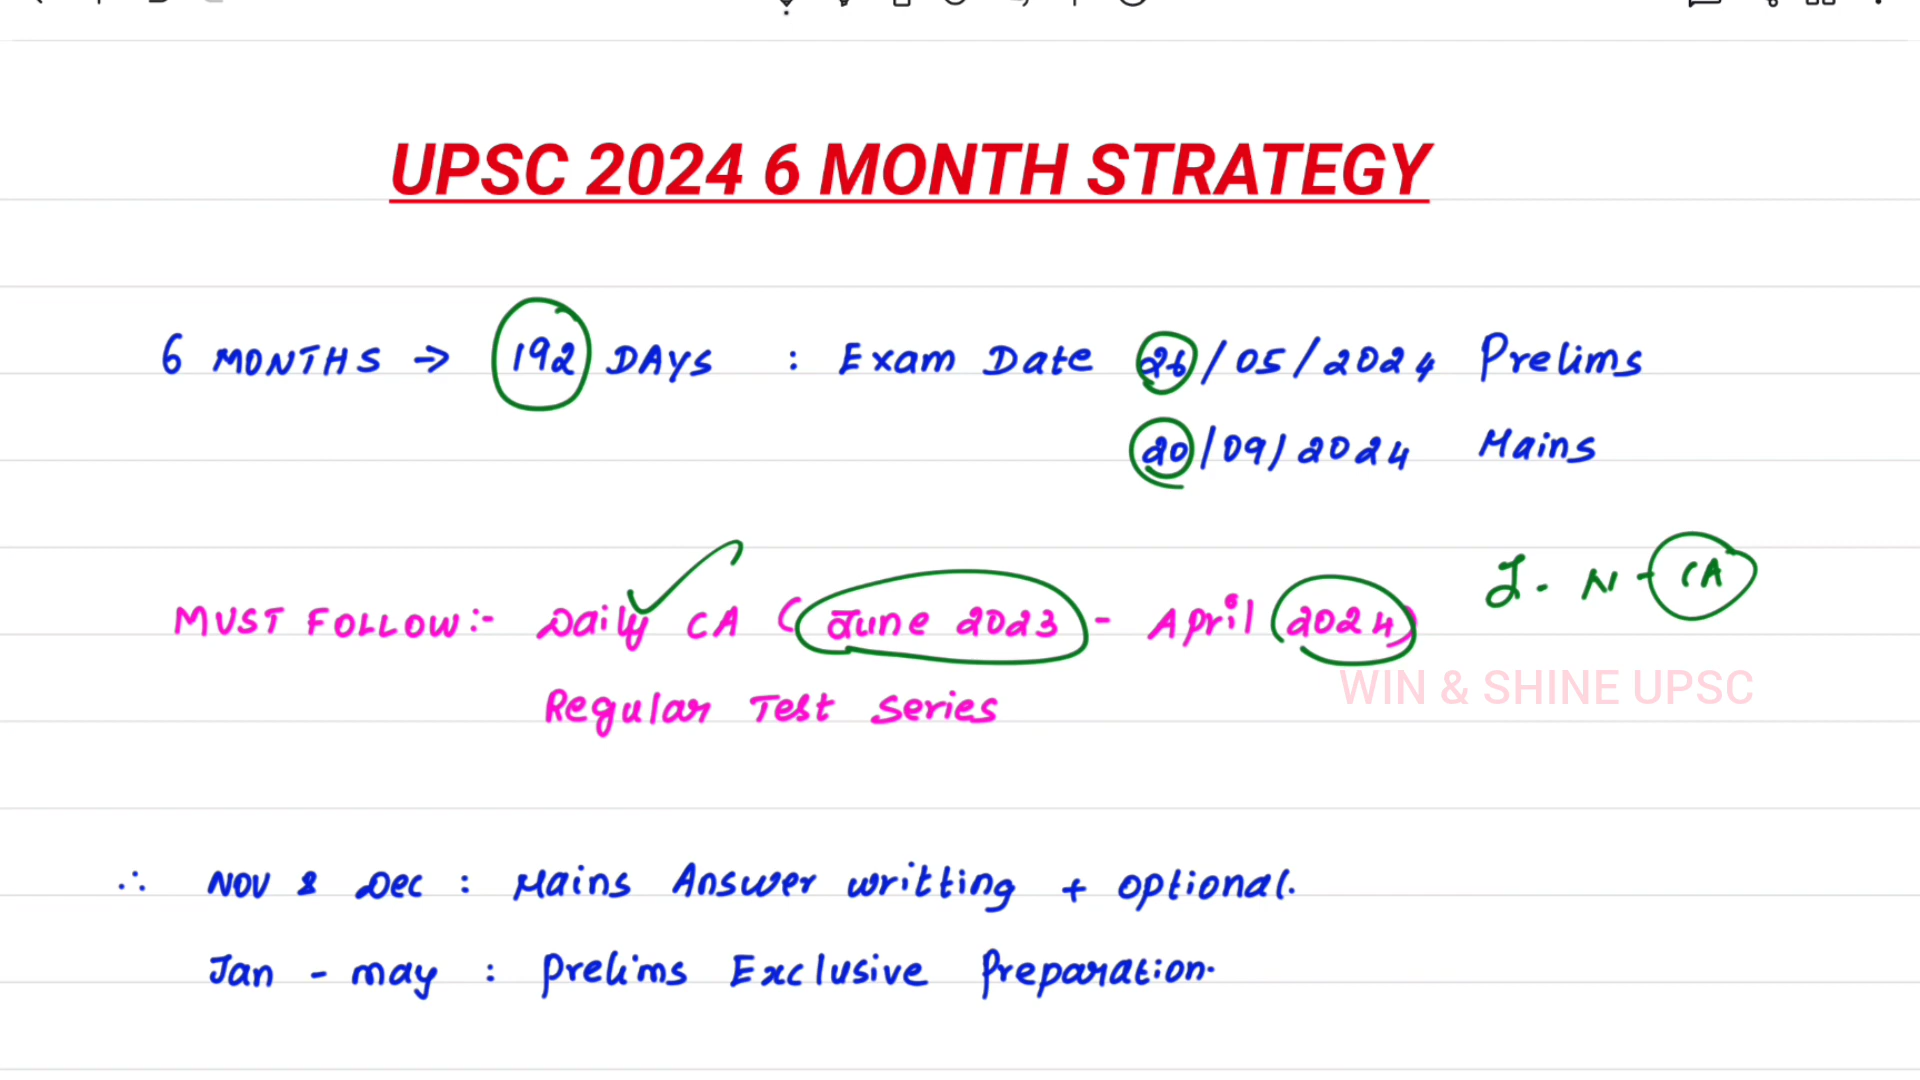 UPSC 2024 6 MONTH STRATEGY
6 MONTHS → 192 DAYS : Exam Date 26/05/2024 Prelims
20/09/2024 Mains
J. N - CA
MUST FOLLOW:- Daily CA (June 2023 - April 2024)
WIN & SHINE UPSC
Regular Test Series
∴ NOV & Dec : Mains Answer writting + optional.
Jan - may : Prelims Exclusive Preparation.